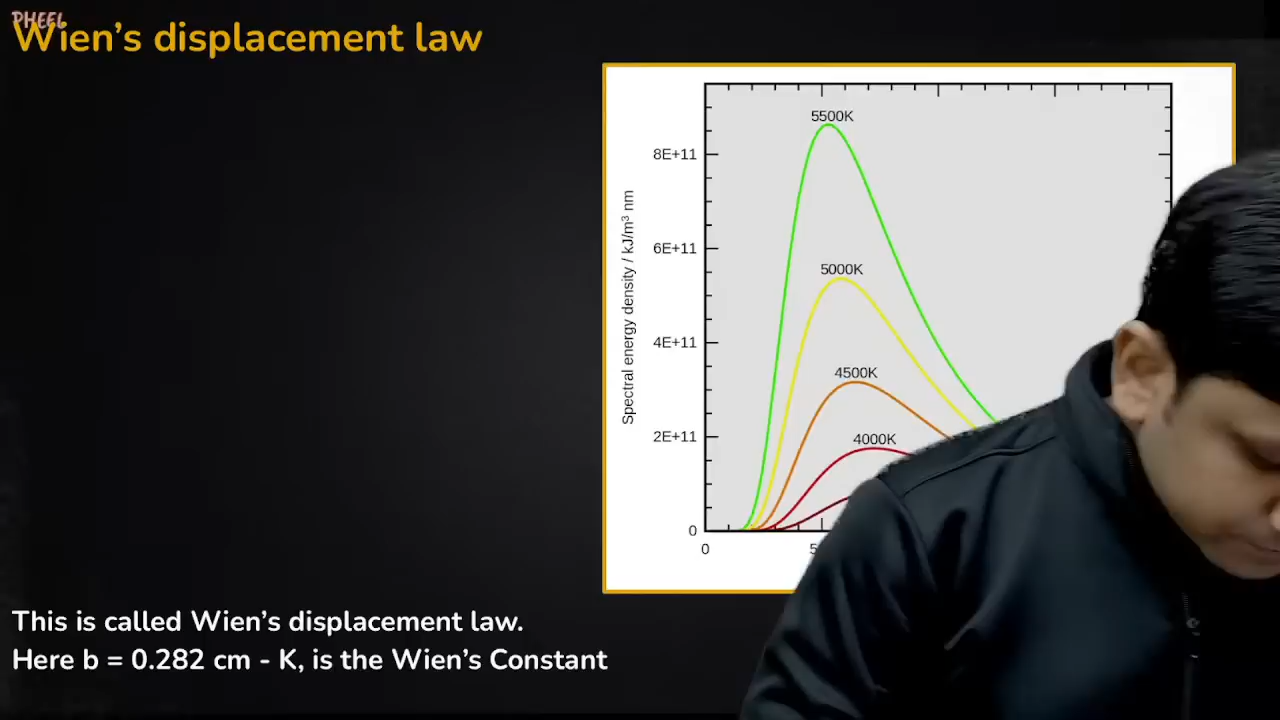 PHEEL
Wien's displacement law
5500K
8E+11
5000K
6E+11
Spectral energy density / kJ/m³ nm
4500K
4E+11
4000K
2E+11
0
0
This is called Wien's displacement law.
Here b = 0.282 cm - K, is the Wien's Constant